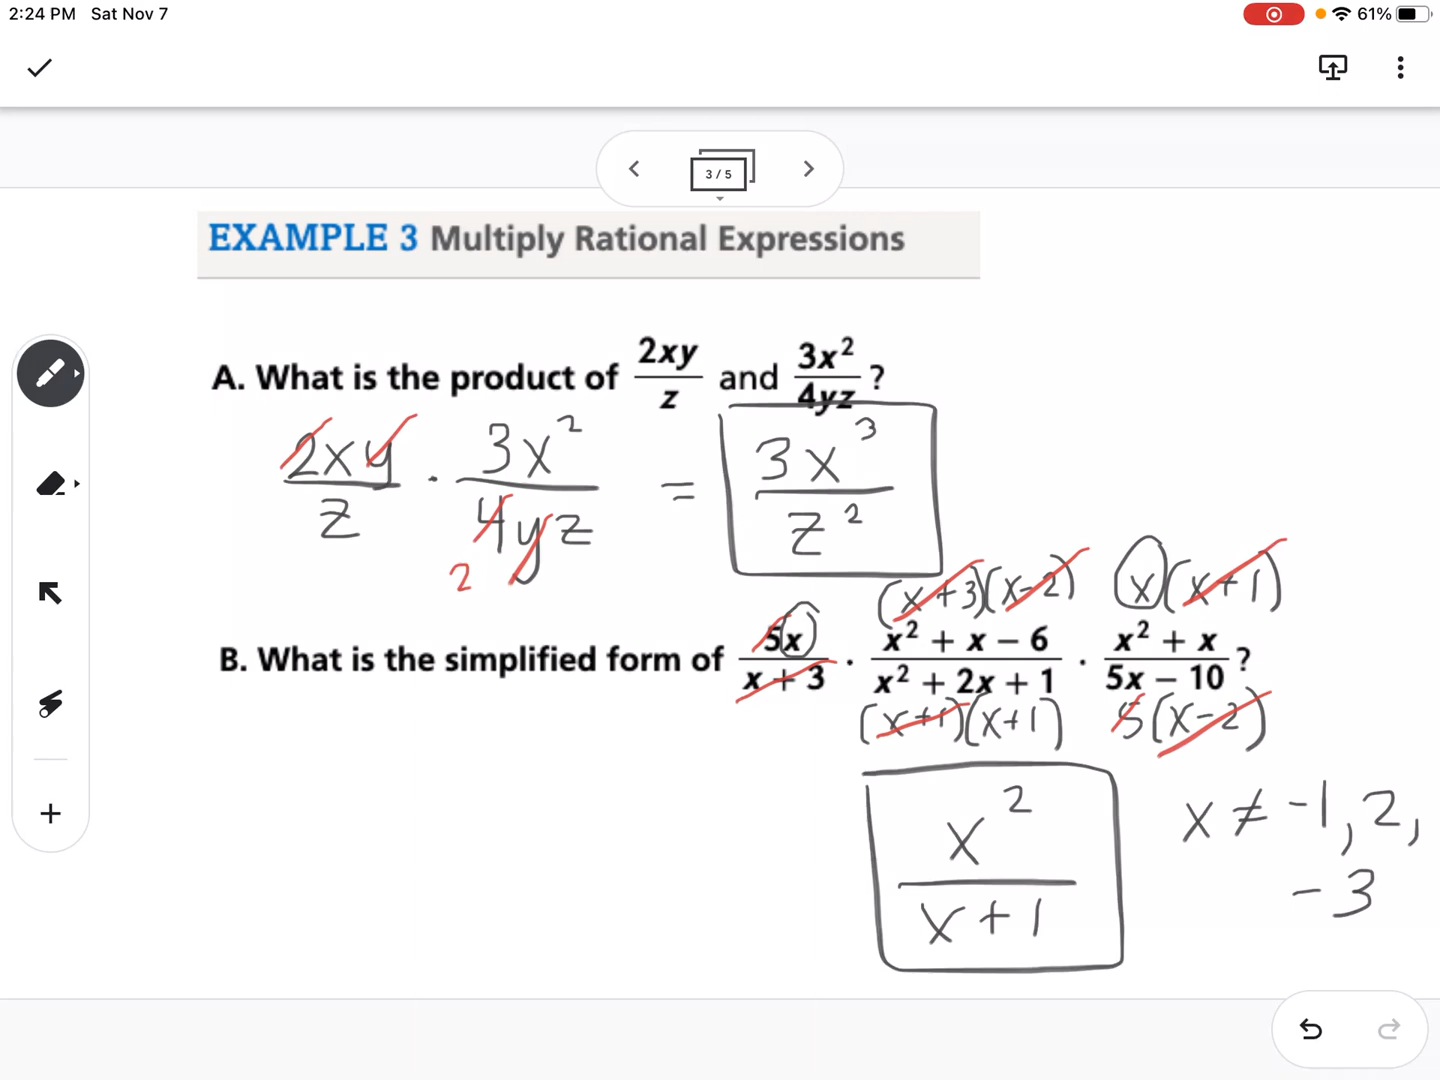 2:24 PM Sat Nov 7 61%
3 / 5
EXAMPLE 3 Multiply Rational Expressions
A. What is the product of 2xy/z and 3x²/4yz ?
2xy/z · 3x²/4yz = 3x³/z²
2
(x+3)(x-2) x(x+1)
B. What is the simplified form of 5x/x + 3 · x² + x − 6/x² + 2x + 1 · x² + x/5x − 10 ?
(x+1)(x+1) 5(x-2)
x²/x+1 x ≠ -1, 2,
-3